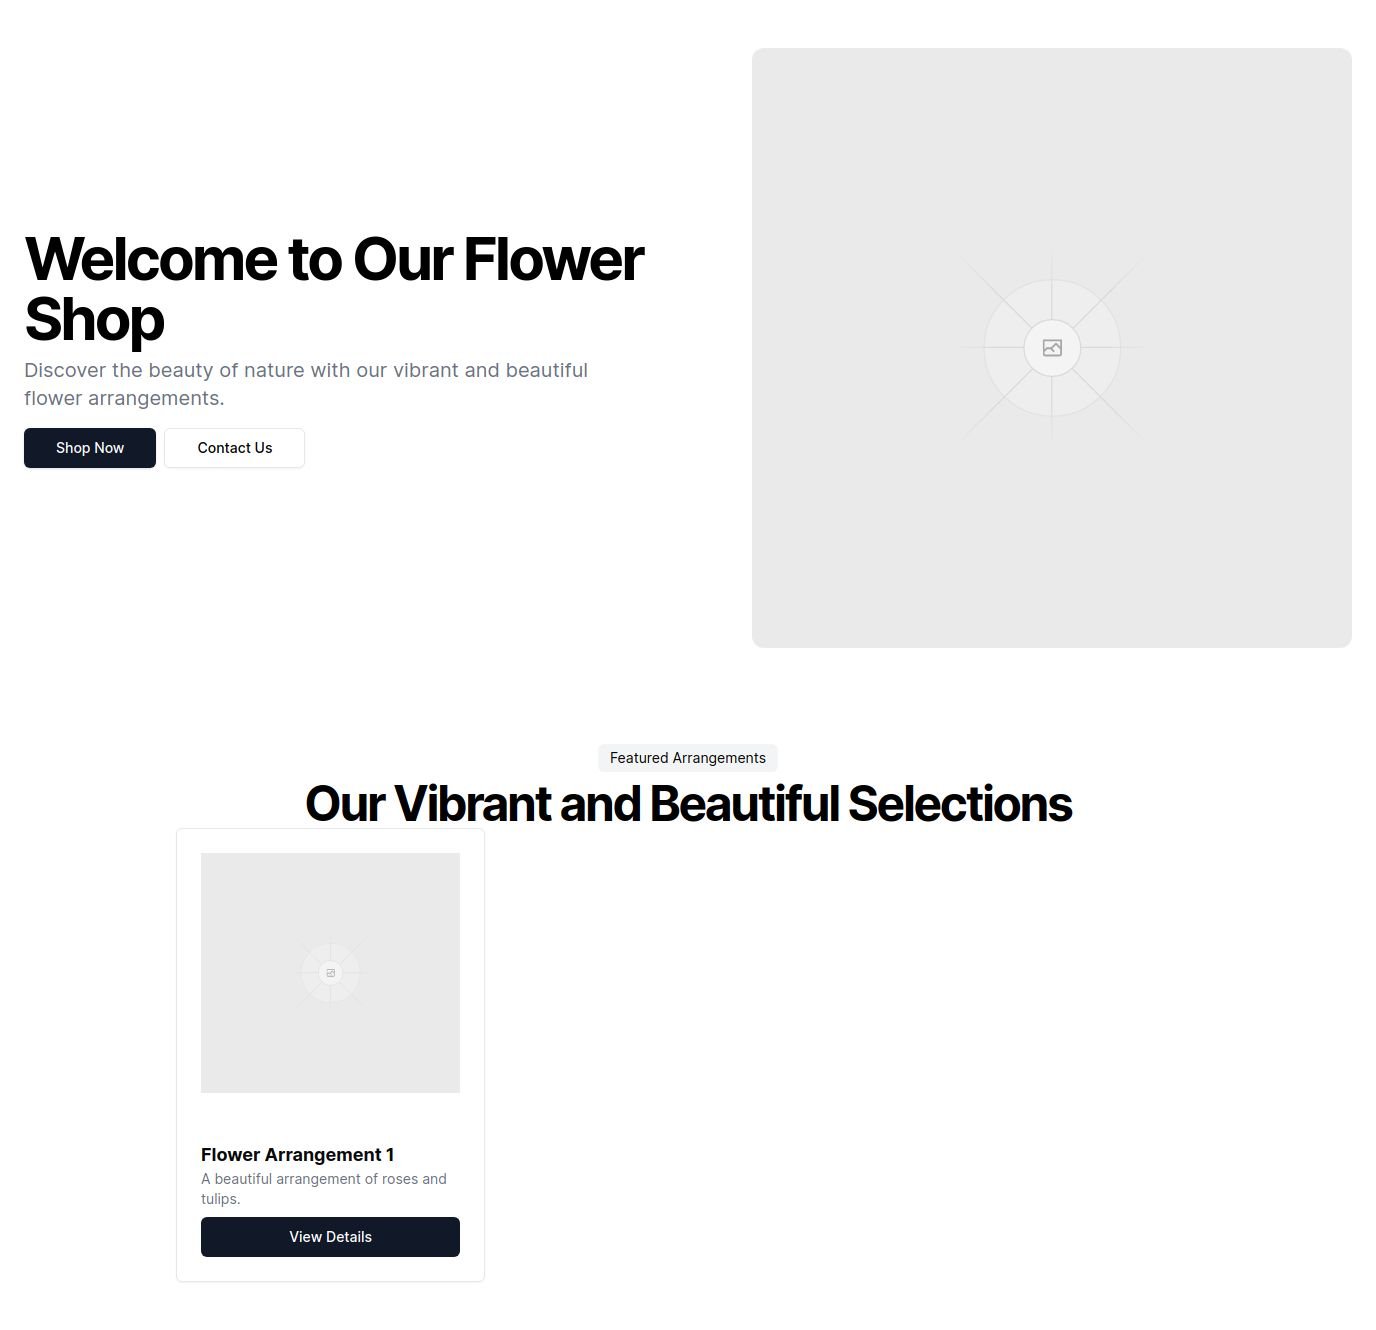 Welcome to Our Flower
Shop
Discover the beauty of nature with our vibrant and beautiful
flower arrangements.
Shop Now
Contact Us
Featured Arrangements
Our Vibrant and Beautiful Selections
Flower Arrangement 1
A beautiful arrangement of roses and
tulips.
View Details